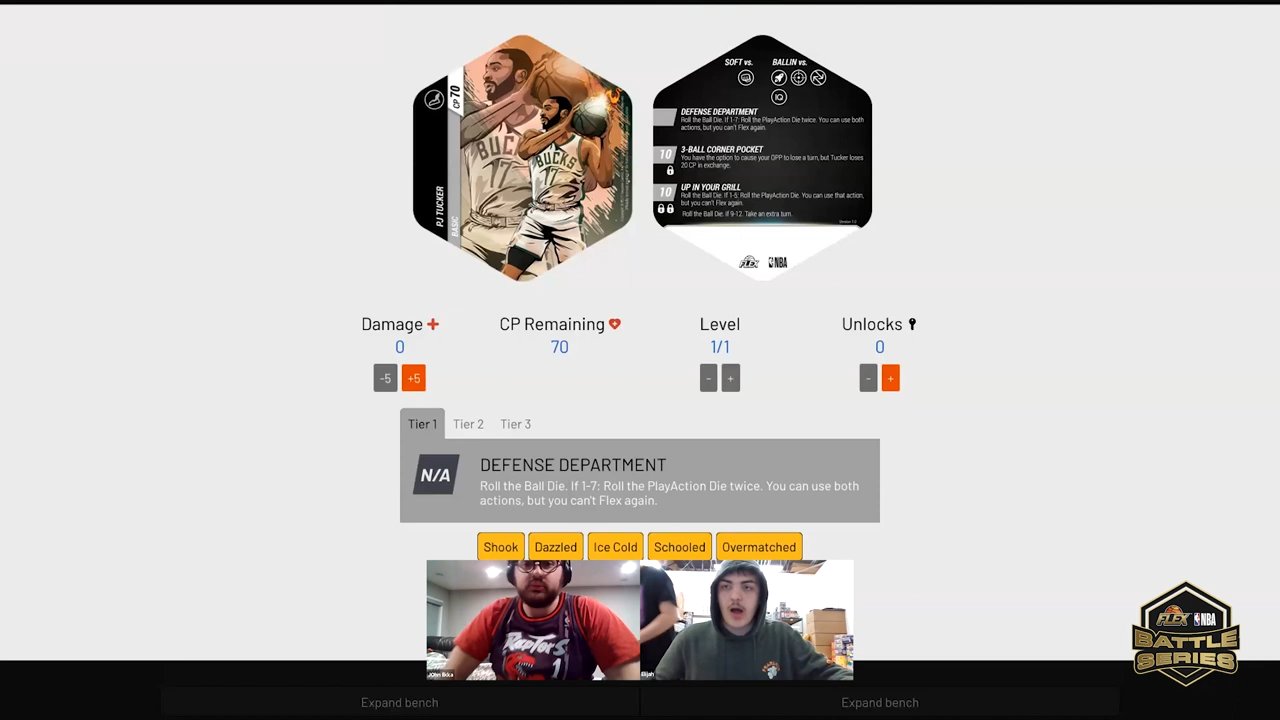 CP 70
PJ TUCKER
BASIC
BUCKS
17
BUCKS
17
SOFT vs.
BALLIN vs.
IQ
DEFENSE DEPARTMENT
Roll the Ball Die. If 1-7: Roll the PlayAction Die twice. You can use both
actions, but you can't Flex again.
10
3-BALL CORNER POCKET
You have the option to cause your OPP to lose a turn, but Tucker loses
20 CP in exchange.
10
UP IN YOUR GRILL
Roll the Ball Die. If 1-5: Roll the PlayAction Die. You can use that action,
but you can't Flex again.
Roll the Ball Die. If 9-12. Take an extra turn.
FLEX NBA
Damage
CP Remaining
Level
Unlocks
0
70
1/1
0
-5
+5
-
+
-
+
Tier 1
Tier 2
Tier 3
N/A
DEFENSE DEPARTMENT
Roll the Ball Die. If 1-7: Roll the PlayAction Die twice. You can use both
actions, but you can't Flex again.
Shook
Dazzled
Ice Cold
Schooled
Overmatched
Raptors
1
John Ikka
Elijah
FLEX NBA
BATTLE
SERIES
Expand bench
Expand bench